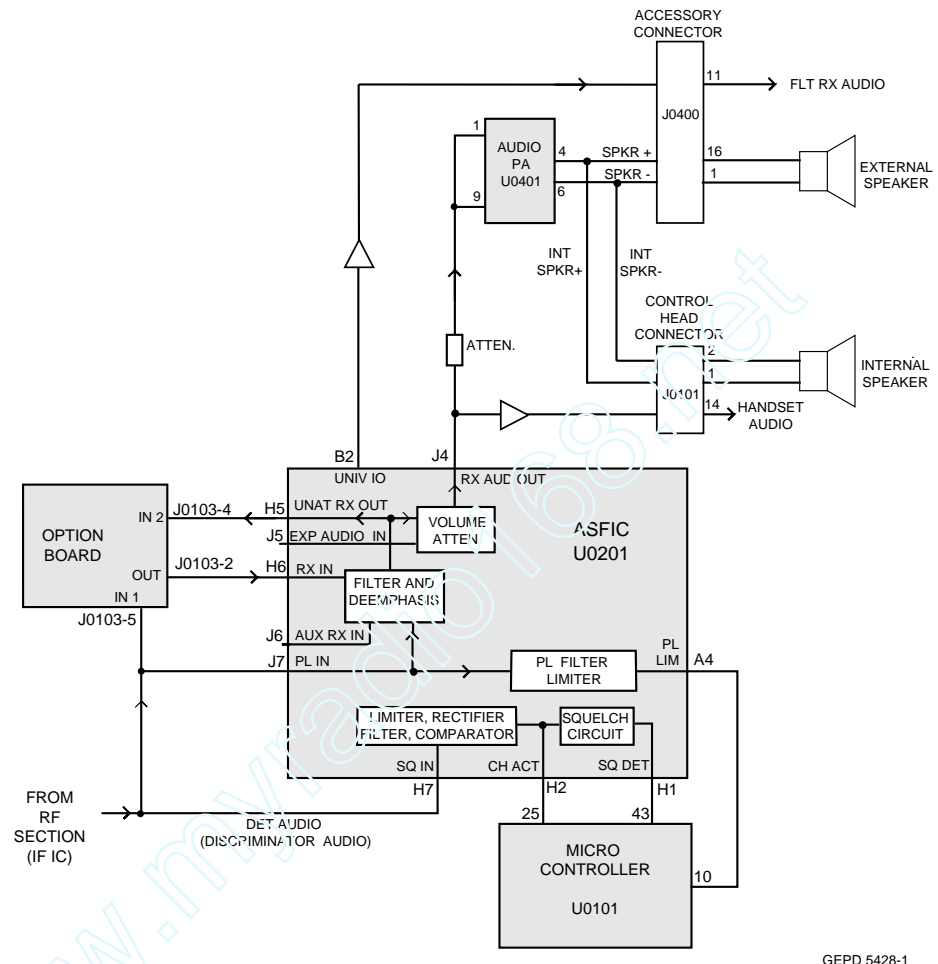 ACCESSORY
CONNECTOR
11
FLT RX AUDIO
J0400
1
AUDIO
PA
U0401
4
SPKR +
16
9
6
SPKR -
1
EXTERNAL
SPEAKER
INT
SPKR+
INT
SPKR-
CONTROL
HEAD
CONNECTOR
ATTEN.
2
1
J0101
14
INTERNAL
SPEAKER
HANDSET
AUDIO
B2
J4
UNIV IO
RX AUD OUT
OPTION
BOARD
IN 2
J0103-4
H5
UNAT RX OUT
VOLUME
ATTEN
ASFIC
U0201
J5
EXP AUDIO IN
OUT
J0103-2
H6
RX IN
FILTER AND
DEEMPHASIS
IN 1
J0103-5
J6
AUX RX IN
J7
PL IN
PL FILTER
LIMITER
PL
LIM
A4
LIMITER, RECTIFIER
FILTER, COMPARATOR
SQUELCH
CIRCUIT
SQ IN
CH ACT
SQ DET
H7
H2
H1
FROM
RF
SECTION
(IF IC)
DET AUDIO
(DISCRIMINATOR AUDIO)
25
43
MICRO
CONTROLLER
U0101
10
GEPD 5428-1
www.myradio168.net